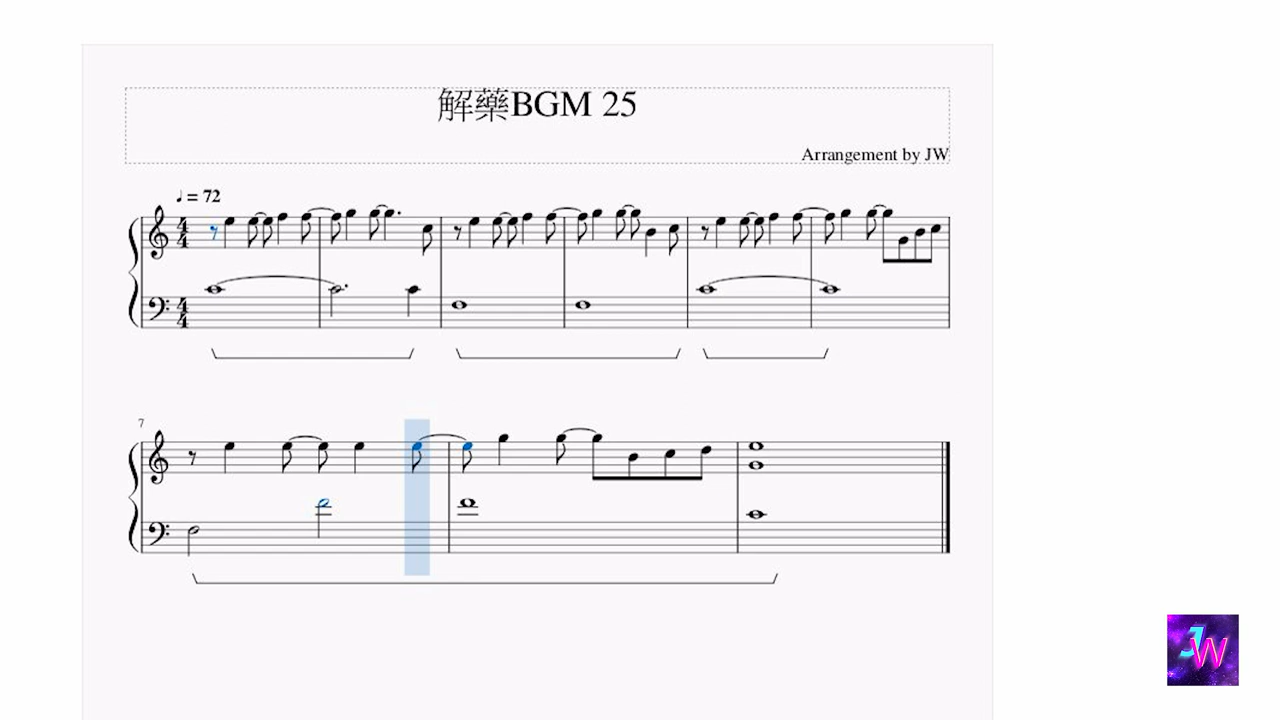 解藥BGM 25
Arrangement by JW
♩ = 72
7
JW